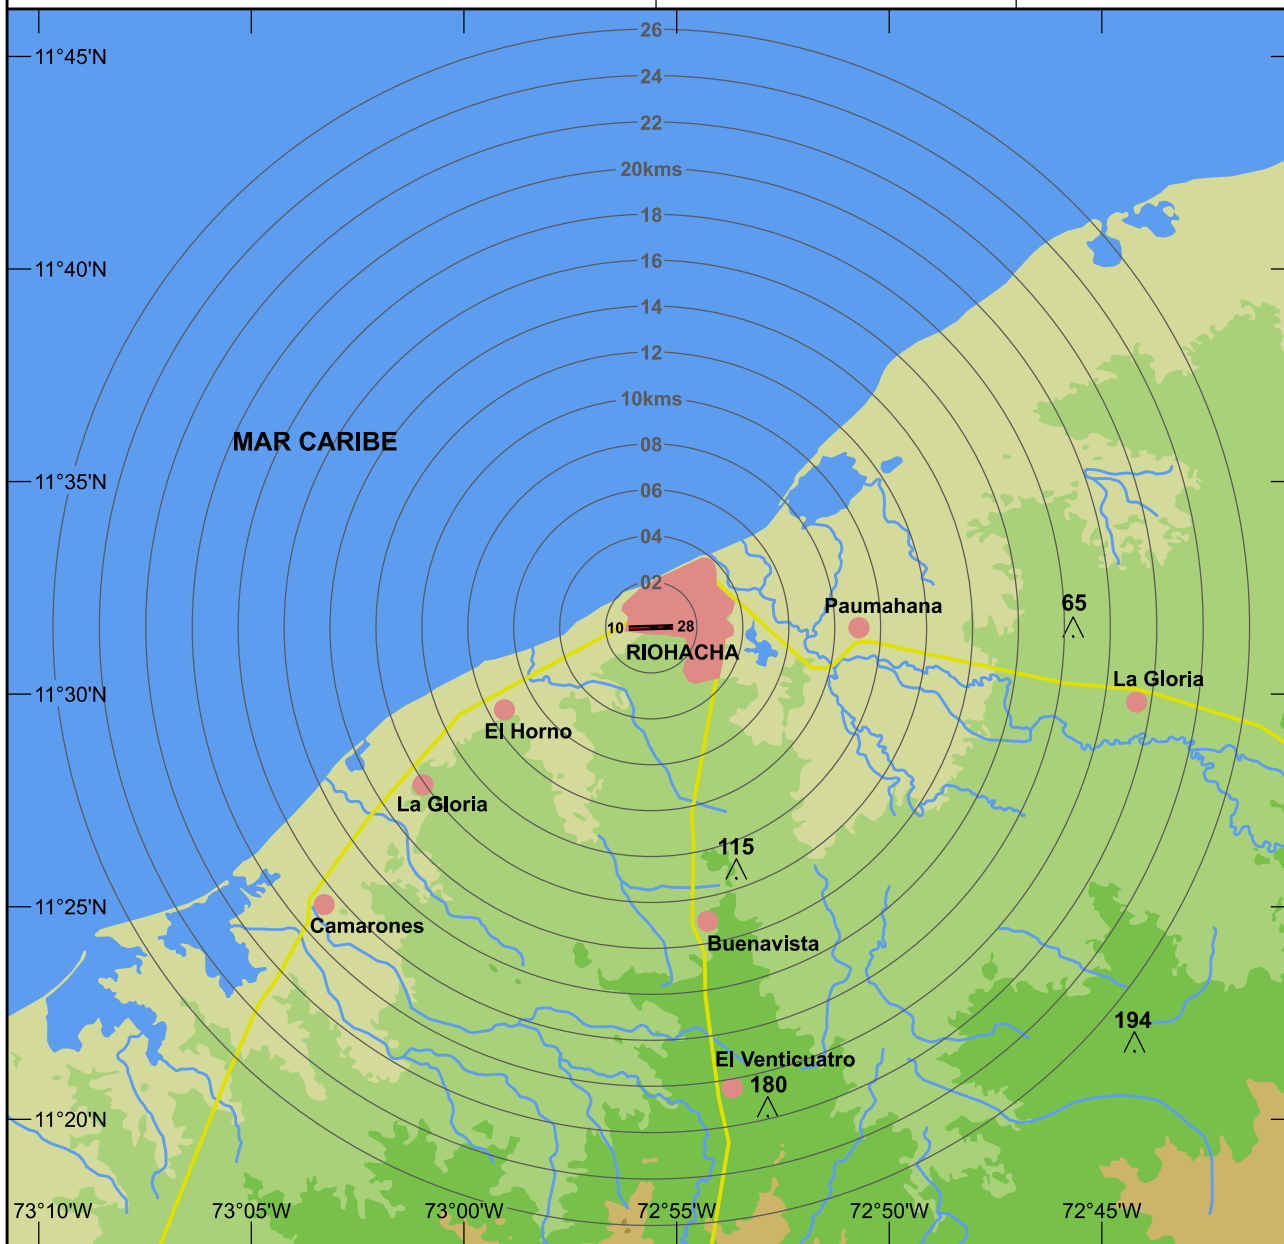 26
11°45'N
24
22
20kms
18
16
11°40'N
14
12
10kms
MAR CARIBE
08
11°35'N
06
04
02
65
Paumahana
10
28
RIOHACHA
La Gloria
11°30'N
El Horno
La Gloria
115
11°25'N
Camarones
Buenavista
194
El Venticuatro
180
11°20'N
73°10'W
73°05'W
73°00'W
72°55'W
72°50'W
72°45'W